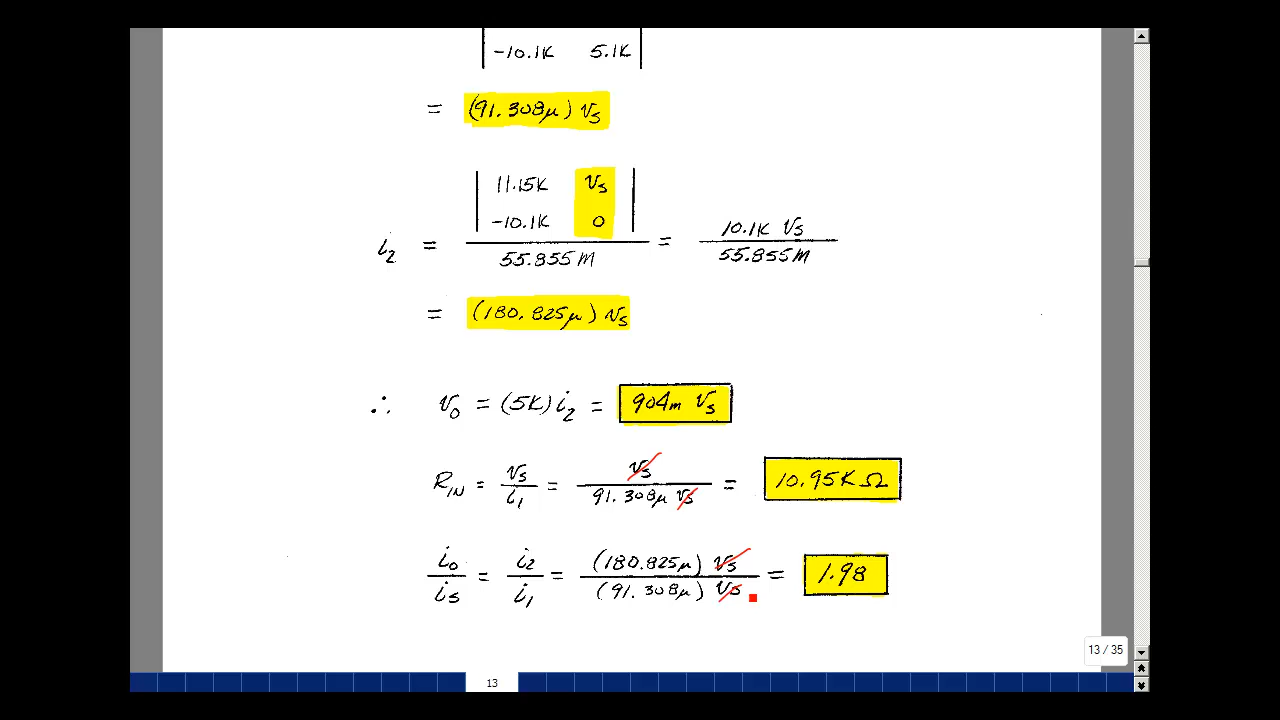 -10.1K 5.1K
= (91.308μ) Vs
11.15K Vs
-10.1K 0
i2 = 55.855M = 10.1K Vs / 55.855M
= (180.825μ) Vs
∴ Vo = (5K) i2 = 904m Vs
RIN = Vs / i1 = Vs / 91.308μ Vs = 10.95K Ω
io / is = i2 / i1 = (180.825μ) Vs / (91.308μ) Vs = 1.98
13 / 35
13